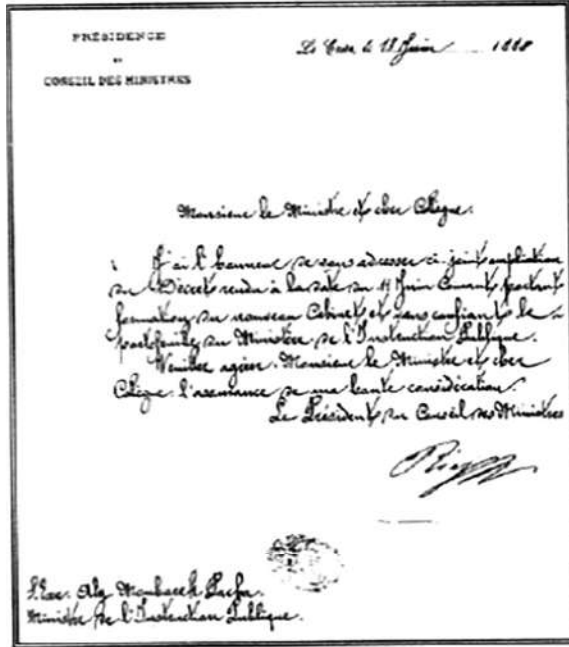 PRÉSIDENCE
DU
CONSEIL DES MINISTRES
Le Caire, le 13 Juin 1888
Monsieur le Ministre et cher Collègue.
J'ai l'honneur de vous adresser ci-joint ampliation
du Décret rendu à la date du 11 Juin Courant, portant
formation du nouveau Cabinet et vous confiant le
portefeuille du Ministère de l'Instruction Publique.
Veuillez agréer, Monsieur le Ministre et cher
Collègue, l'assurance de ma haute considération.
Le Président du Conseil des Ministres
Riaz
S. Exc. Aly Moubarek Pacha.
Ministre de l'Instruction Publique.